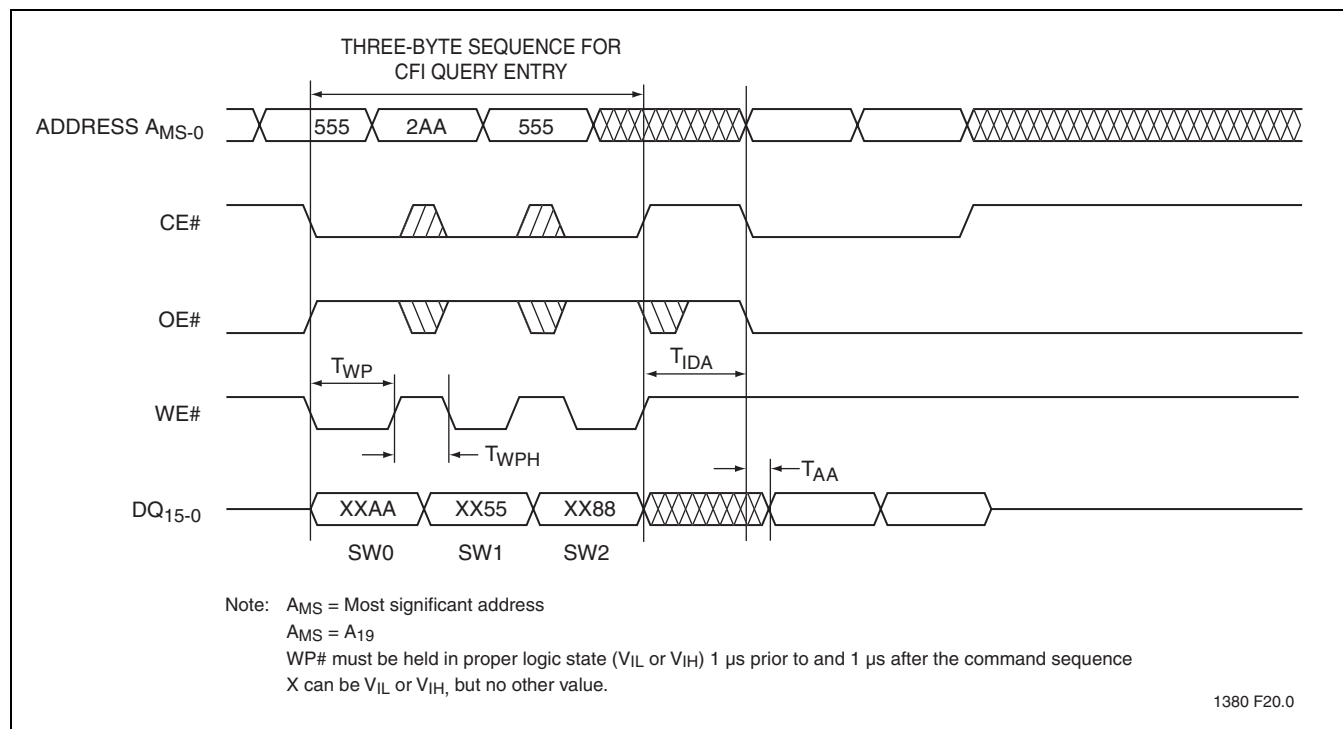 THREE-BYTE SEQUENCE FOR
CFI QUERY ENTRY
ADDRESS AMS-0
555 2AA 555
CE#
OE#
TWP TIDA
WE#
TWPH TAA
DQ15-0
XXAA XX55 XX88
SW0 SW1 SW2
Note: AMS = Most significant address
AMS = A19
WP# must be held in proper logic state (VIL or VIH) 1 µs prior to and 1 µs after the command sequence
X can be VIL or VIH, but no other value.
1380 F20.0